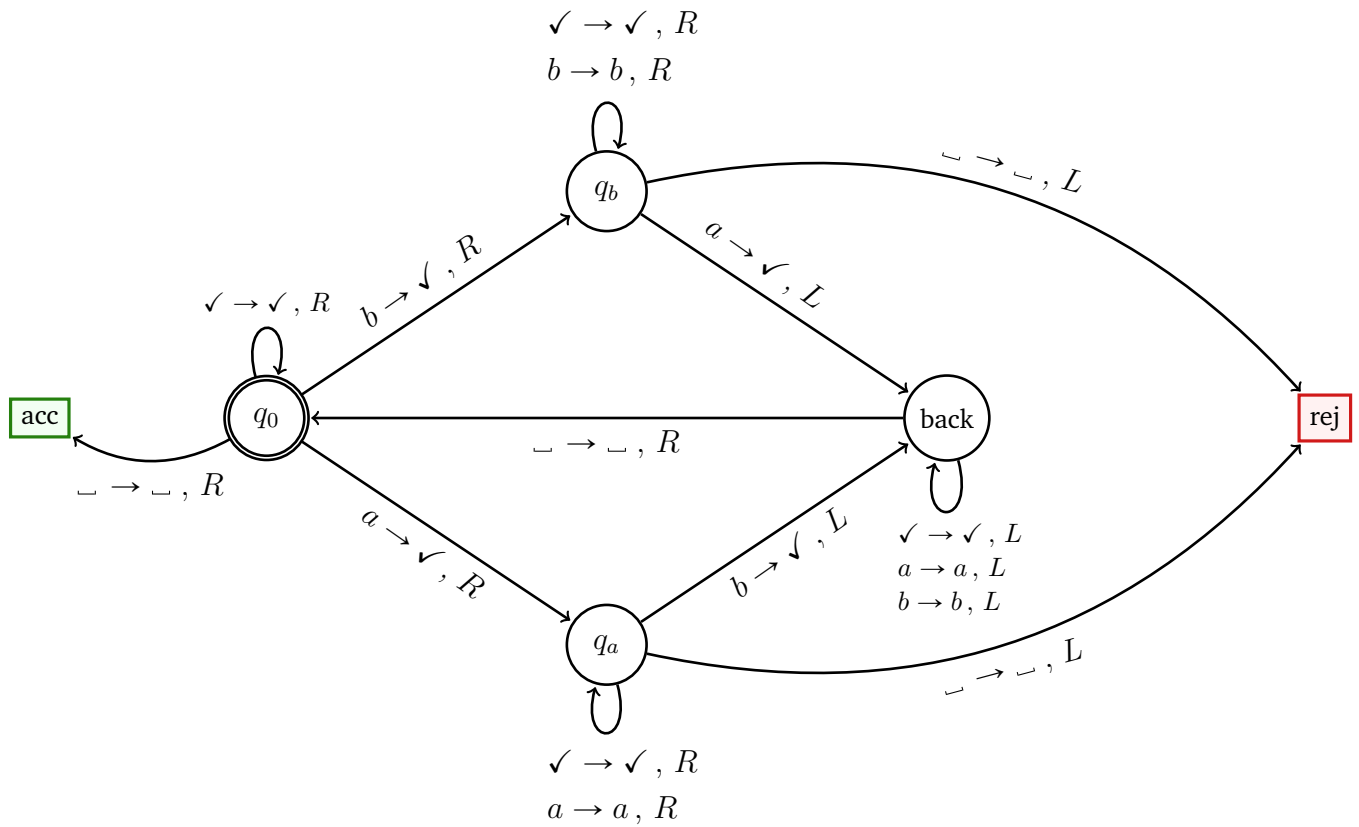 ✓ → ✓ , R
b → b , R
q_b
␣ → ␣ , L
b → ✓ , R
a → ✓ , L
✓ → ✓ , R
acc
q_0
back
rej
␣ → ␣ , R
␣ → ␣ , R
a → ✓ , R
b → ✓ , L
✓ → ✓ , L
a → a , L
b → b , L
q_a
␣ → ␣ , L
✓ → ✓ , R
a → a , R